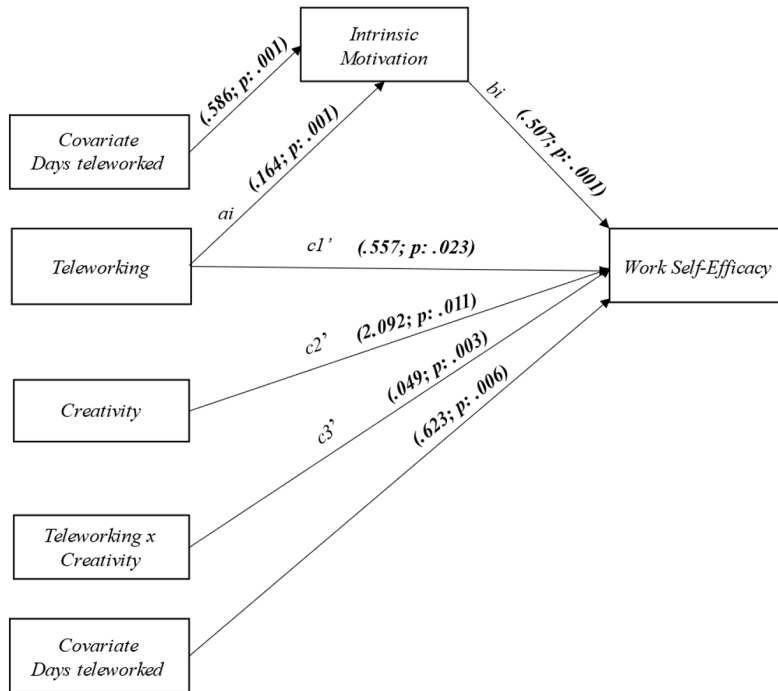 Intrinsic
Motivation
(.586; p: .001)
Covariate
Days teleworked
(.164; p: .001)
ai
bi
(.507; p: .001)
Teleworking
c1’
(.557; p: .023)
Work Self-Efficacy
c2’
(2.092; p: .011)
Creativity
c3’
(.049; p: .003)
(.623; p: .006)
Teleworking x
Creativity
Covariate
Days teleworked